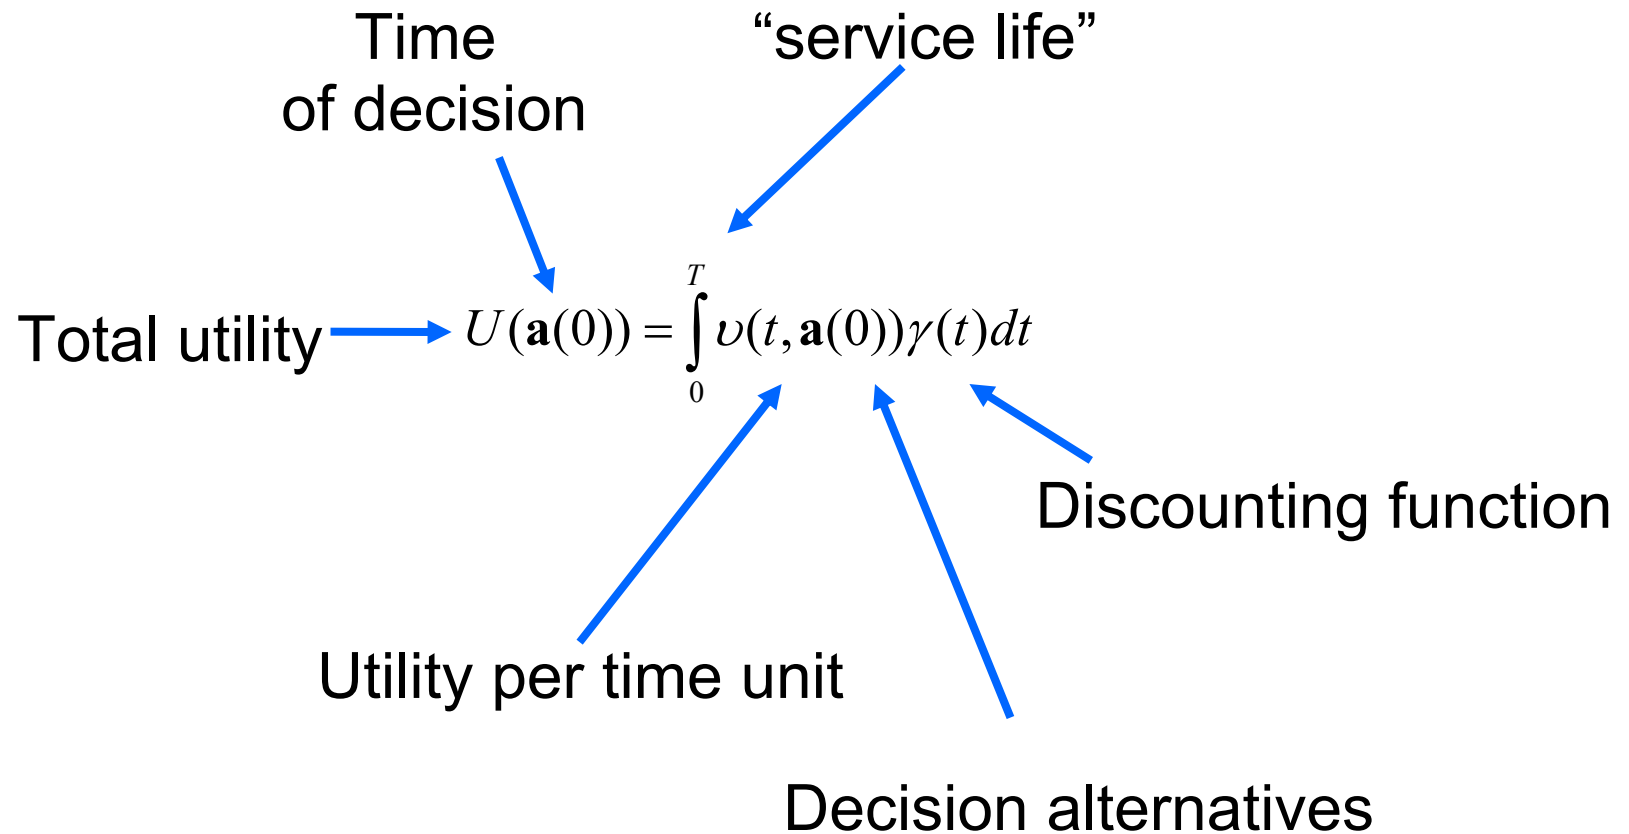 Time
of decision
“service life”
Total utility
U(a(0)) = ∫₀ᵀ υ(t, a(0))γ(t)dt
Discounting function
Utility per time unit
Decision alternatives